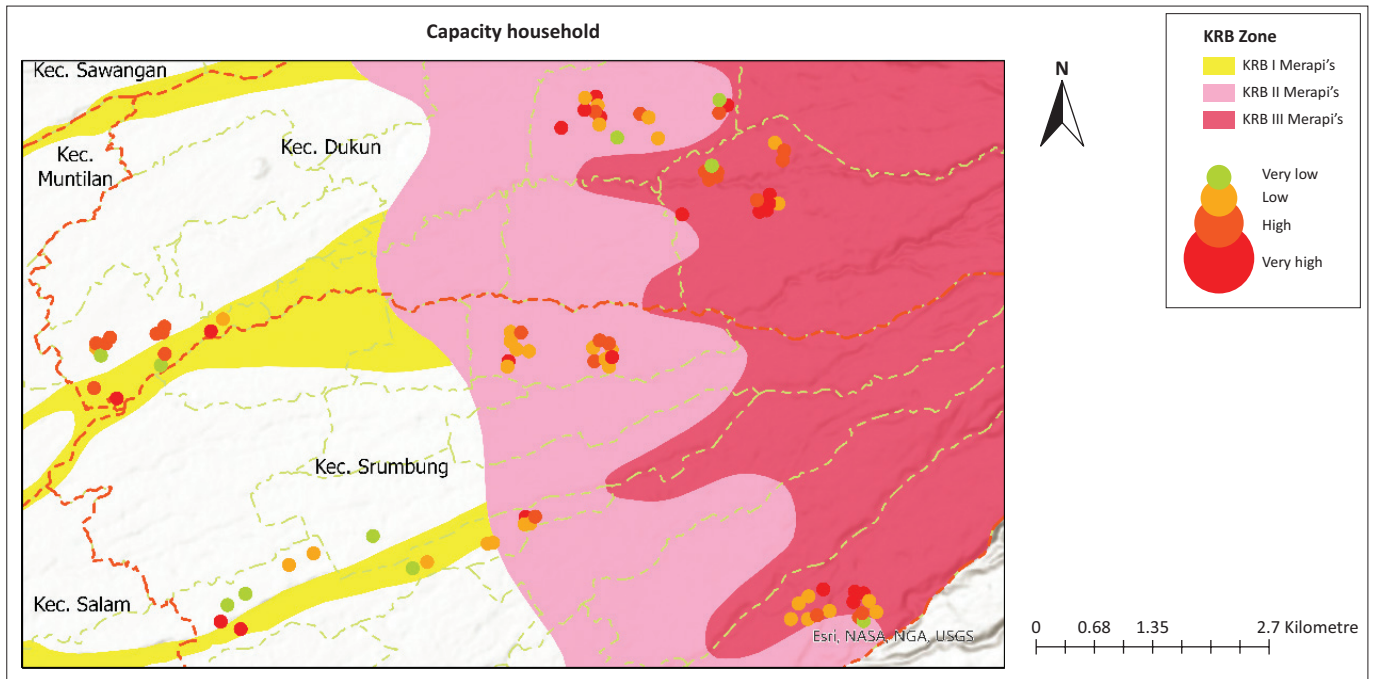 Capacity household
Kec. Sawangan
Kec.
Muntilan
Kec. Dukun
Kec. Srumbung
Kec. Salam
Esri, NASA, NGA, USGS
N
0 0.68 1.35 2.7 Kilometre
KRB Zone
KRB I Merapi's
KRB II Merapi's
KRB III Merapi's
Very low
Low
High
Very high